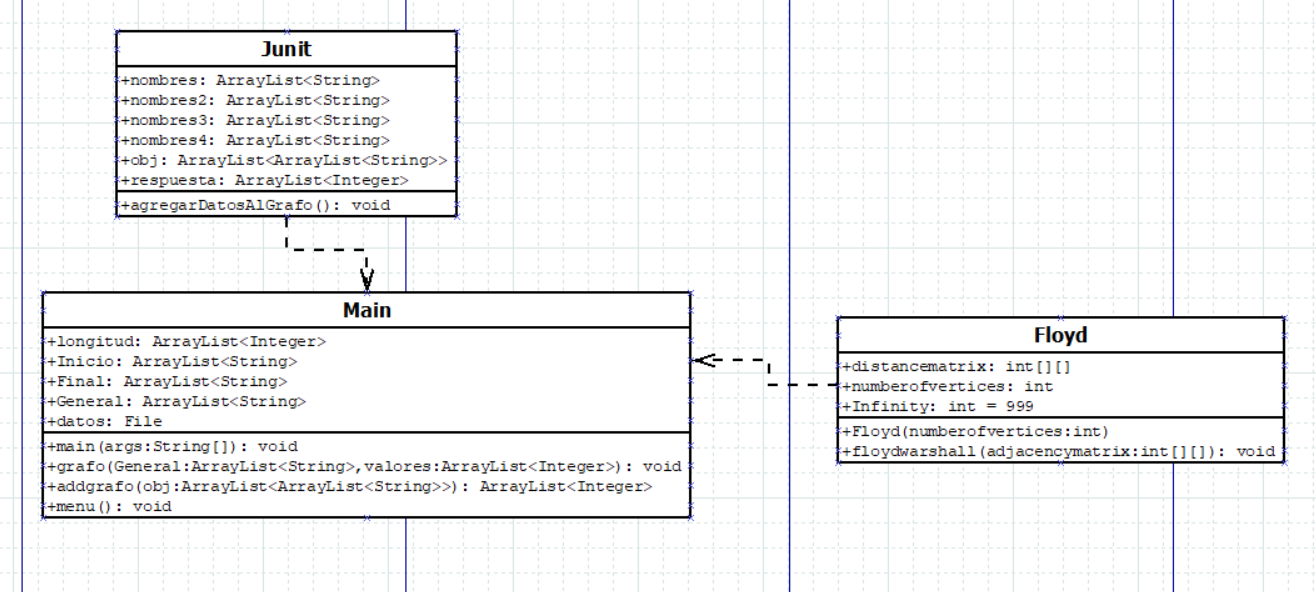 Junit
+nombres: ArrayList<String>
+nombres2: ArrayList<String>
+nombres3: ArrayList<String>
+nombres4: ArrayList<String>
+obj: ArrayList<ArrayList<String>>
+respuesta: ArrayList<Integer>
+agregarDatosAlGrafo(): void
Main
+longitud: ArrayList<Integer>
+Inicio: ArrayList<String>
+Final: ArrayList<String>
+General: ArrayList<String>
+datos: File
+main(args:String[]): void
+grafo(General:ArrayList<String>,valores:ArrayList<Integer>): void
+addgrafo(obj:ArrayList<ArrayList<String>>): ArrayList<Integer>
+menu(): void
Floyd
+distancematrix: int[][]
+numberofvertices: int
+Infinity: int = 999
+Floyd(numberofvertices:int)
+floydwarshall(adjacencymatrix:int[][]): void